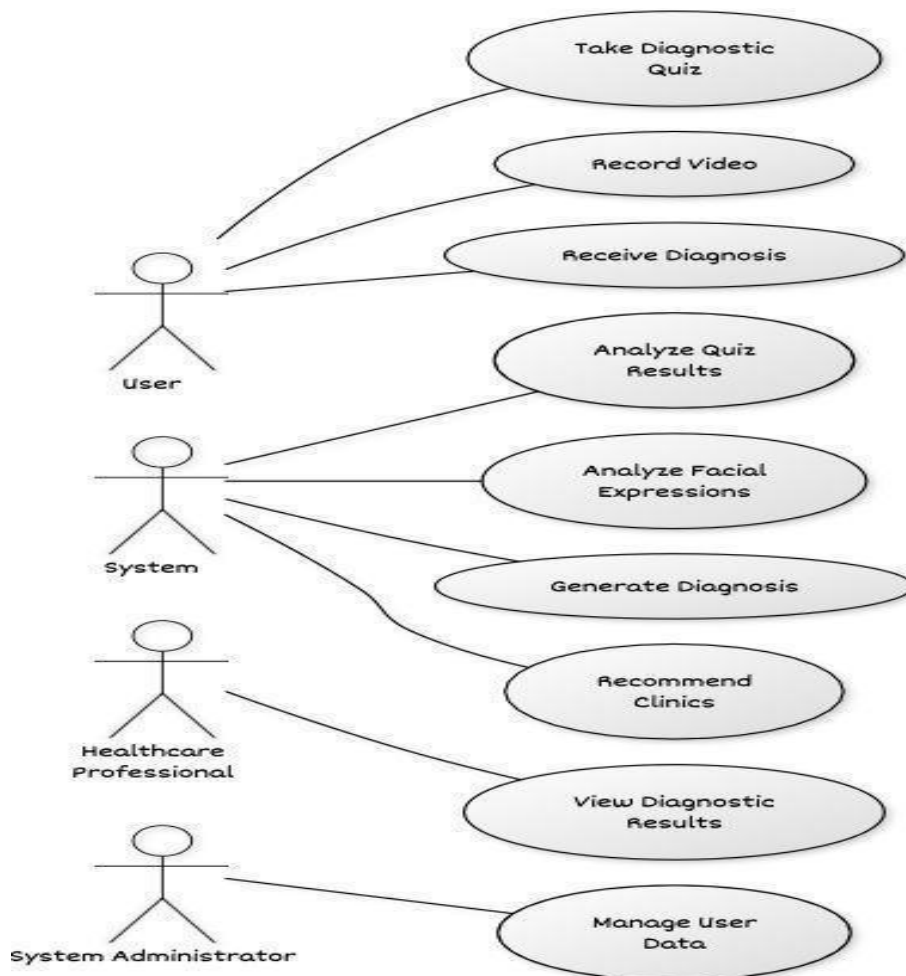 Take Diagnostic
Quiz
Record Video
Receive Diagnosis
User
Analyze Quiz
Results
Analyze Facial
Expressions
System
Generate Diagnosis
Recommend
Clinics
Healthcare
Professional
View Diagnostic
Results
System Administrator
Manage User
Data